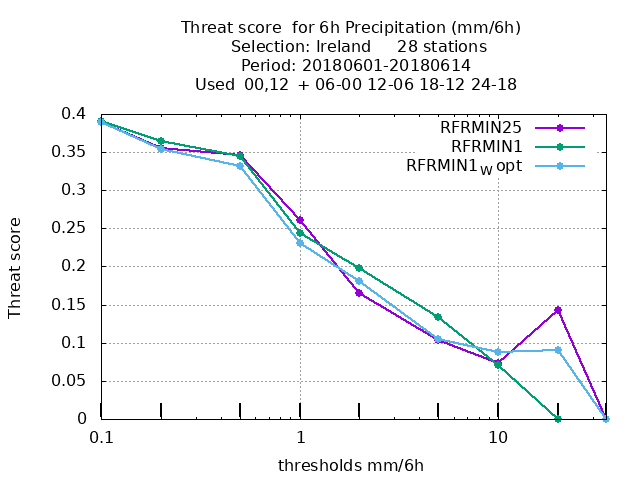 Threat score  for 6h Precipitation (mm/6h)
Selection: Ireland     28 stations
Period: 20180601-20180614
Used  00,12  + 06-00 12-06 18-12 24-18
RFRMIN25
RFRMIN1
RFRMIN1W opt
0.4
0.35
0.3
0.25
0.2
0.15
0.1
0.05
0
Threat score
0.1 1 10
thresholds mm/6h